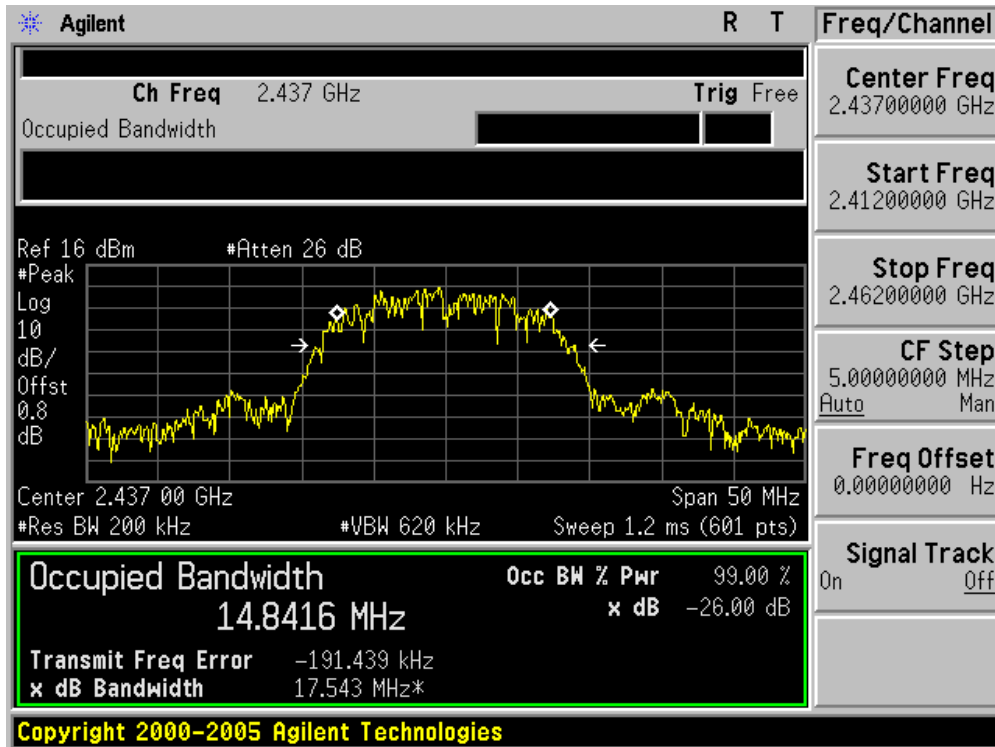 Agilent
R T
Freq/Channel
Ch Freq 2.437 GHz
Trig Free
Occupied Bandwidth
Center Freq
2.43700000 GHz
Start Freq
2.41200000 GHz
Stop Freq
2.46200000 GHz
CF Step
5.00000000 MHz
Auto Man
Freq Offset
0.00000000 Hz
Signal Track
On Off
Ref 16 dBm #Atten 26 dB
#Peak
Log
10
dB/
Offst
0.8
dB
Center 2.437 00 GHz Span 50 MHz
#Res BW 200 kHz #VBW 620 kHz Sweep 1.2 ms (601 pts)
Occupied Bandwidth
14.8416 MHz
Occ BW % Pwr 99.00 %
x dB -26.00 dB
Transmit Freq Error -191.439 kHz
x dB Bandwidth 17.543 MHz*
Copyright 2000-2005 Agilent Technologies